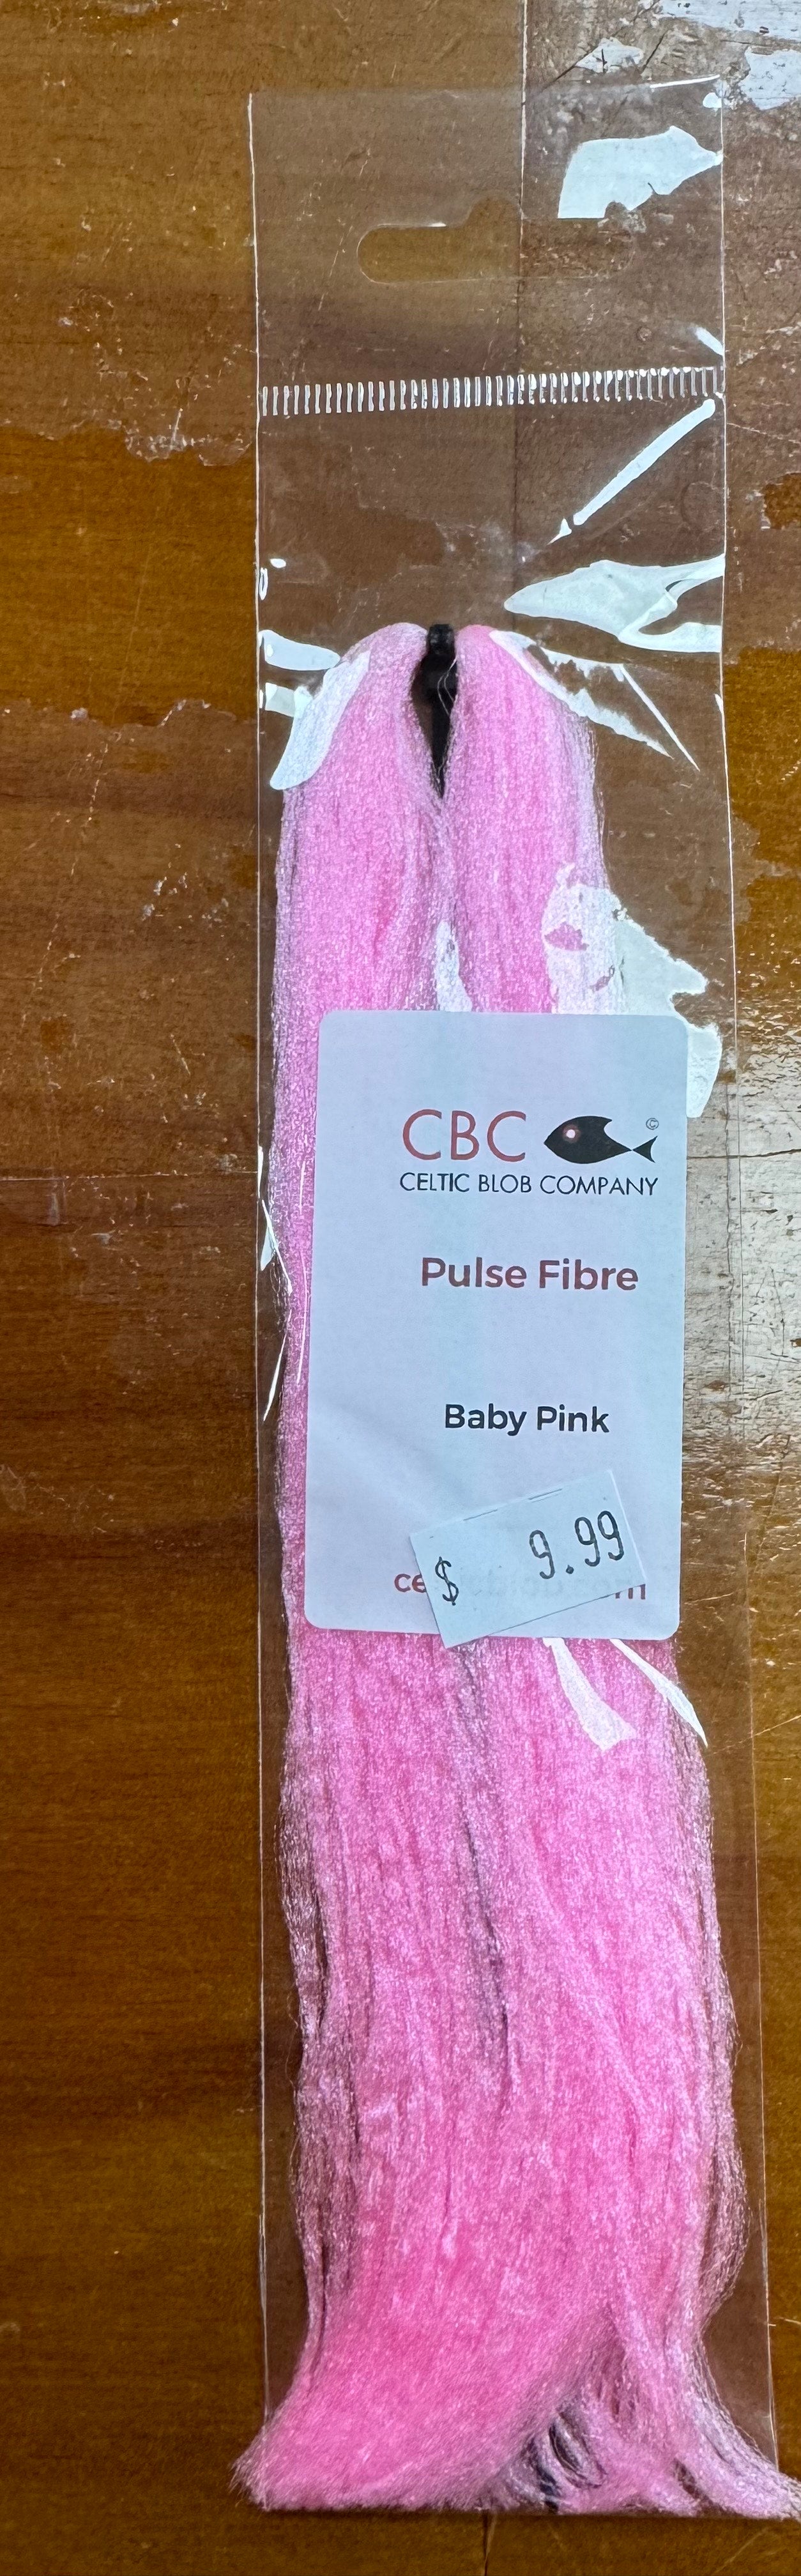 CBC ©
CELTIC BLOB COMPANY
Pulse Fibre
Baby Pink
$ 9.99